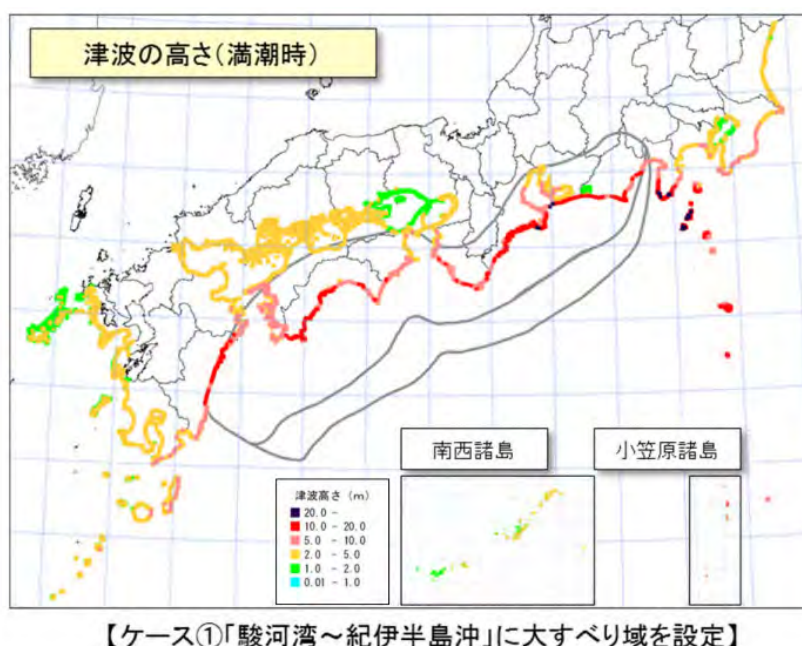 津波の高さ(満潮時)
南西諸島
小笠原諸島
津波高さ (m)
20.0 -
10.0 - 20.0
5.0 - 10.0
2.0 - 5.0
1.0 - 2.0
0.01 - 1.0
【ケース①「駿河湾~紀伊半島沖」に大すべり域を設定】